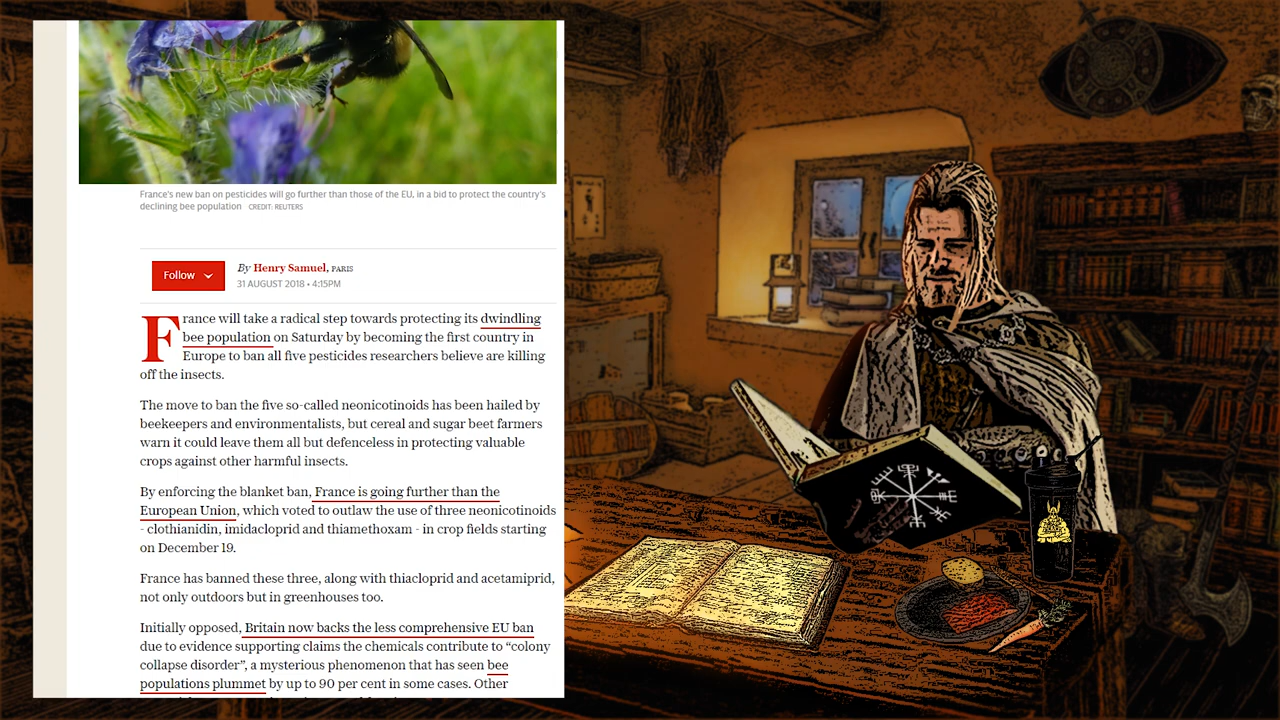 France's new ban on pesticides will go further than those of the EU, in a bid to protect the country's
declining bee population CREDIT: REUTERS
Follow
By Henry Samuel, PARIS
31 AUGUST 2018 • 4:15PM
France will take a radical step towards protecting its dwindling
bee population on Saturday by becoming the first country in
Europe to ban all five pesticides researchers believe are killing
off the insects.
The move to ban the five so-called neonicotinoids has been hailed by
beekeepers and environmentalists, but cereal and sugar beet farmers
warn it could leave them all but defenceless in protecting valuable
crops against other harmful insects.
By enforcing the blanket ban, France is going further than the
European Union, which voted to outlaw the use of three neonicotinoids
- clothianidin, imidacloprid and thiamethoxam - in crop fields starting
on December 19.
France has banned these three, along with thiacloprid and acetamiprid,
not only outdoors but in greenhouses too.
Initially opposed, Britain now backs the less comprehensive EU ban
due to evidence supporting claims the chemicals contribute to “colony
collapse disorder”, a mysterious phenomenon that has seen bee
populations plummet by up to 90 per cent in some cases. Other